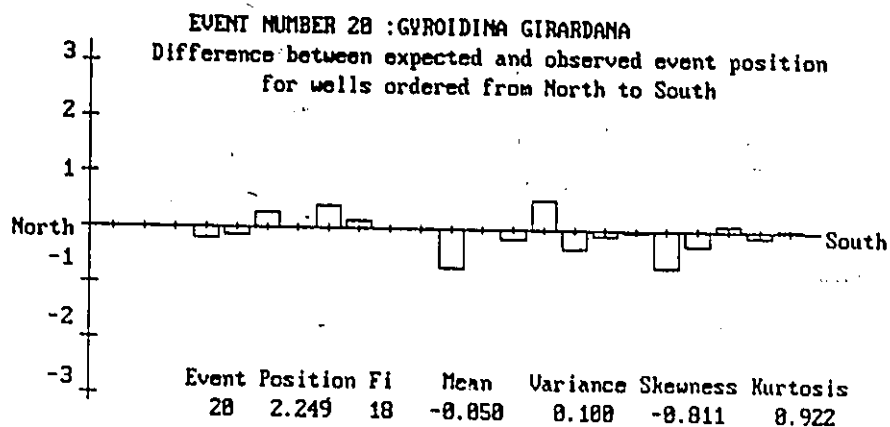 EVENT NUMBER 20 :GYROIDINA GIRARDANA
Difference between expected and observed event position
for wells ordered from North to South
3
2
1
North
South
-1
-2
-3
Event Position Fi Mean Variance Skewness Kurtosis
20 2.249 18 -0.050 0.100 -0.811 0.922